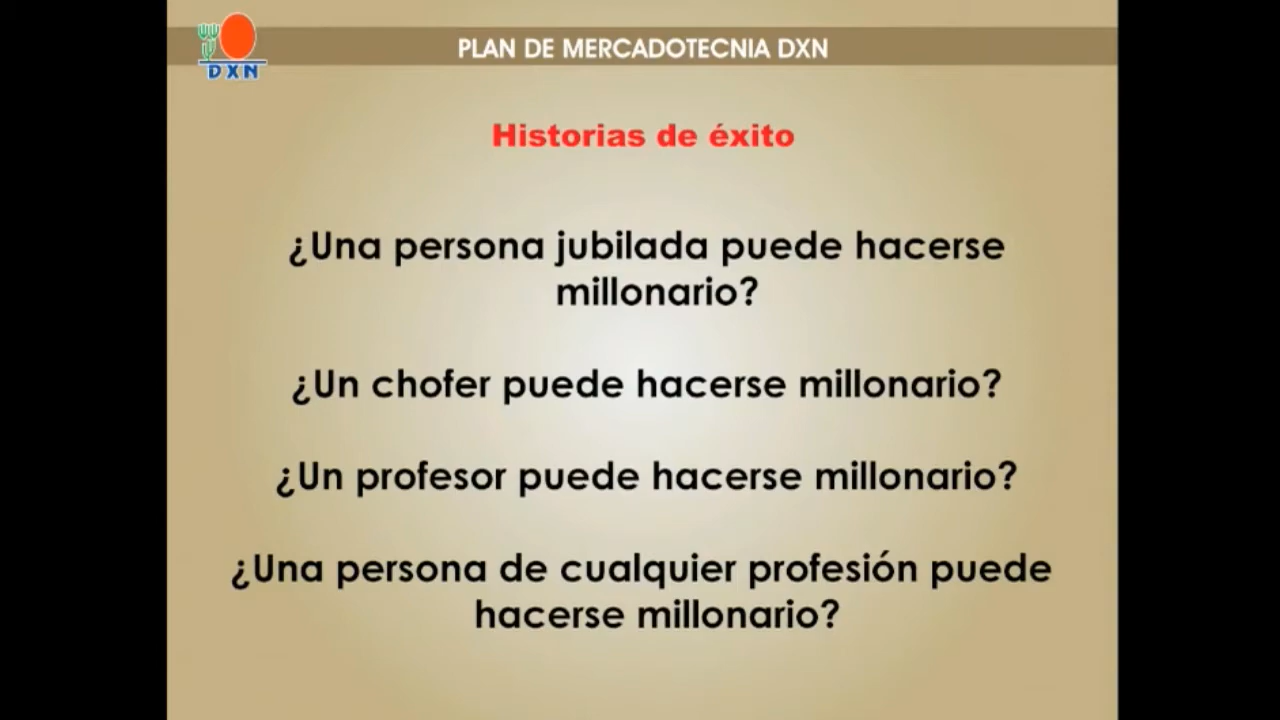 DXN
PLAN DE MERCADOTECNIA DXN
Historias de éxito
¿Una persona jubilada puede hacerse
millonario?
¿Un chofer puede hacerse millonario?
¿Un profesor puede hacerse millonario?
¿Una persona de cualquier profesión puede
hacerse millonario?